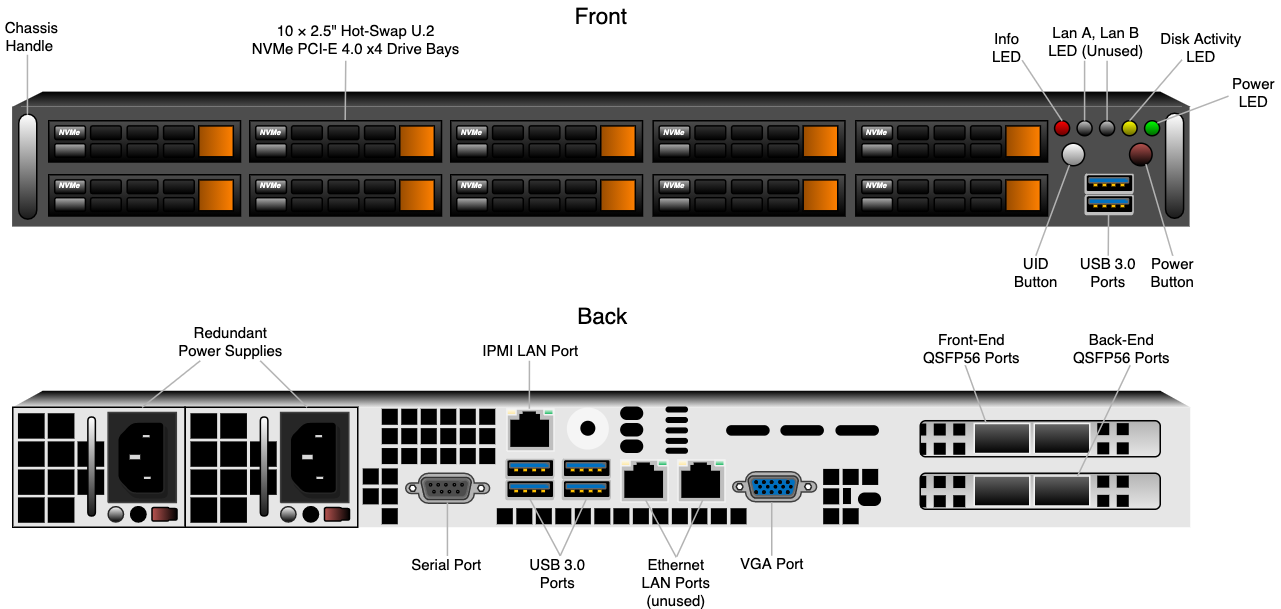 Front
Chassis
Handle
10 × 2.5" Hot-Swap U.2
NVMe PCI-E 4.0 x4 Drive Bays
Info
LED
Lan A, Lan B
LED (Unused)
Disk Activity
LED
Power
LED
NVMe
NVMe
NVMe
NVMe
NVMe
NVMe
NVMe
NVMe
NVMe
NVMe
UID
Button
USB 3.0
Ports
Power
Button
Back
Redundant
Power Supplies
IPMI LAN Port
Front-End
QSFP56 Ports
Back-End
QSFP56 Ports
Serial Port
USB 3.0
Ports
Ethernet
LAN Ports
(unused)
VGA Port